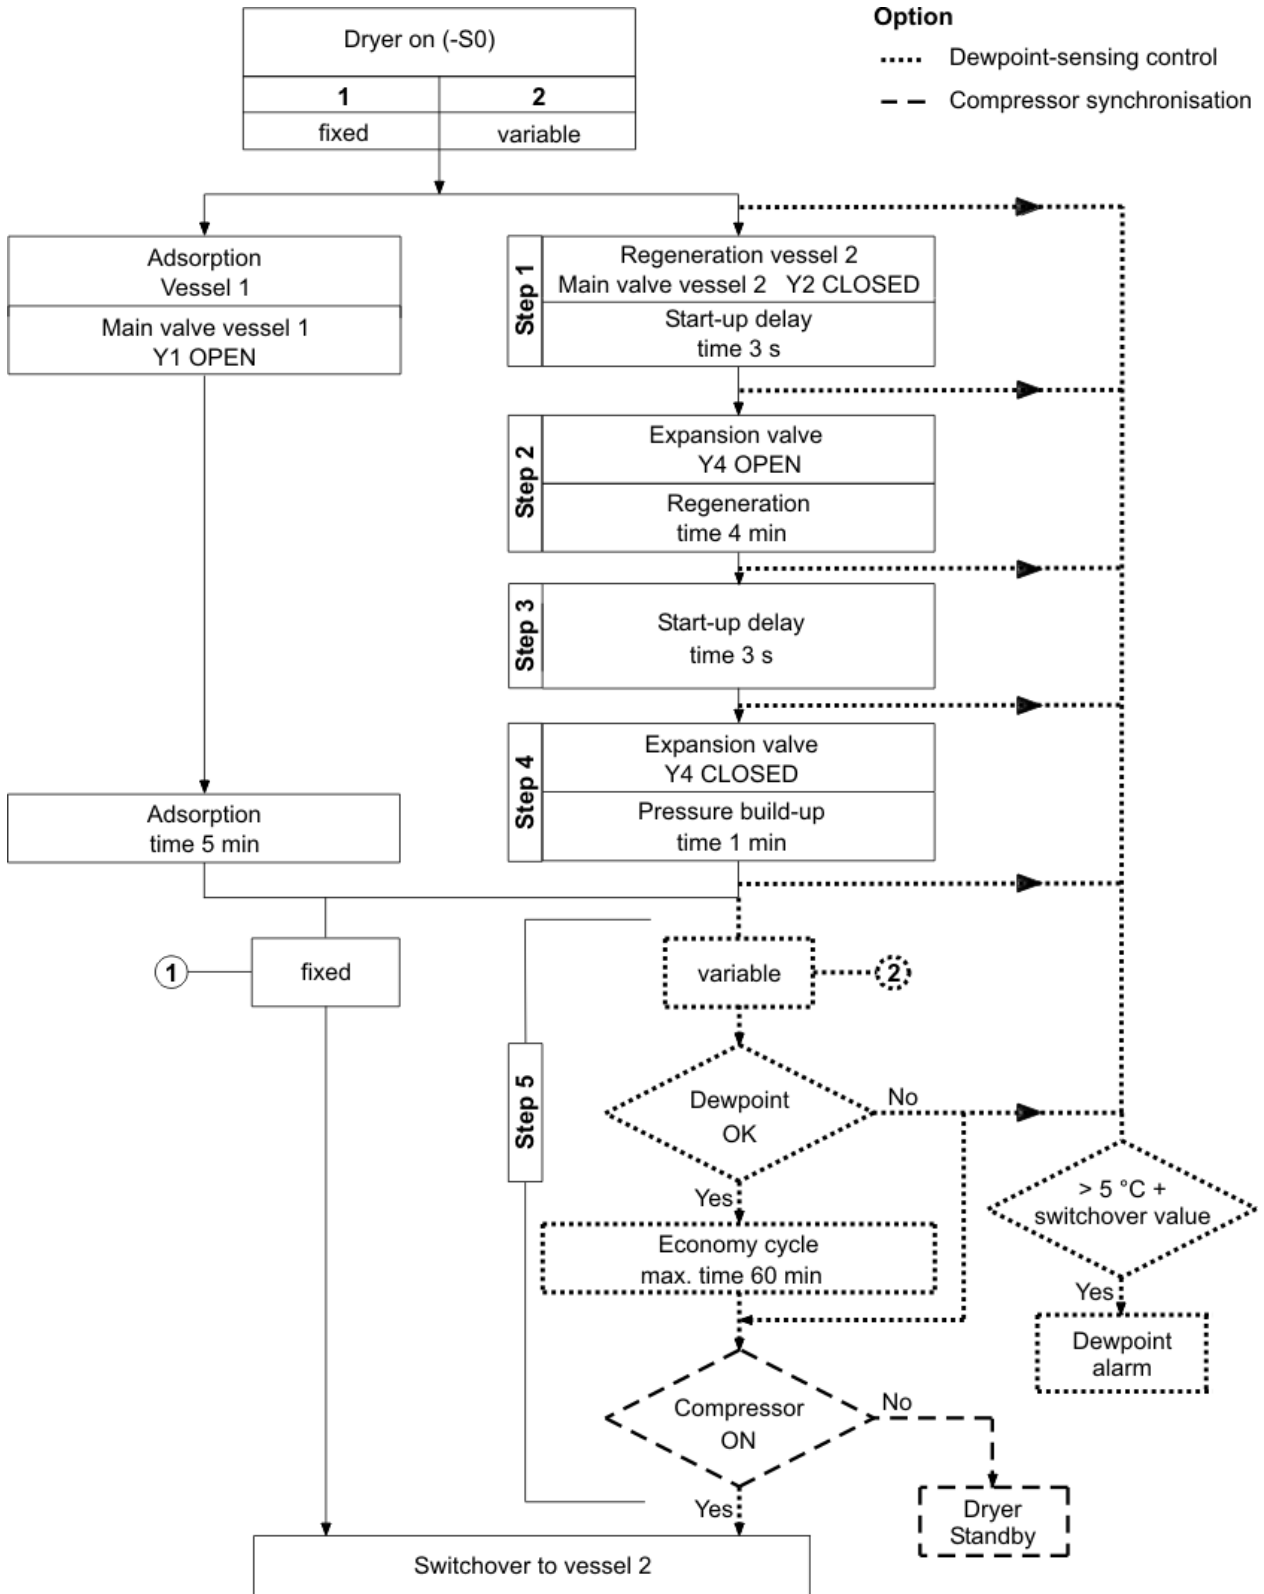 Option
Dewpoint-sensing control
Compressor synchronisation
Dryer on (-S0)
1 2
fixed variable
Adsorption
Vessel 1
Main valve vessel 1
Y1 OPEN
Step 1
Regeneration vessel 2
Main valve vessel 2 Y2 CLOSED
Start-up delay
time 3 s
Step 2
Expansion valve
Y4 OPEN
Regeneration
time 4 min
Step 3
Start-up delay
time 3 s
Step 4
Expansion valve
Y4 CLOSED
Pressure build-up
time 1 min
Adsorption
time 5 min
1 fixed
variable 2
Step 5
Dewpoint
OK
No
Yes
> 5 °C +
switchover value
Yes
Dewpoint
alarm
Economy cycle
max. time 60 min
Compressor
ON
No
Yes
Dryer
Standby
Switchover to vessel 2